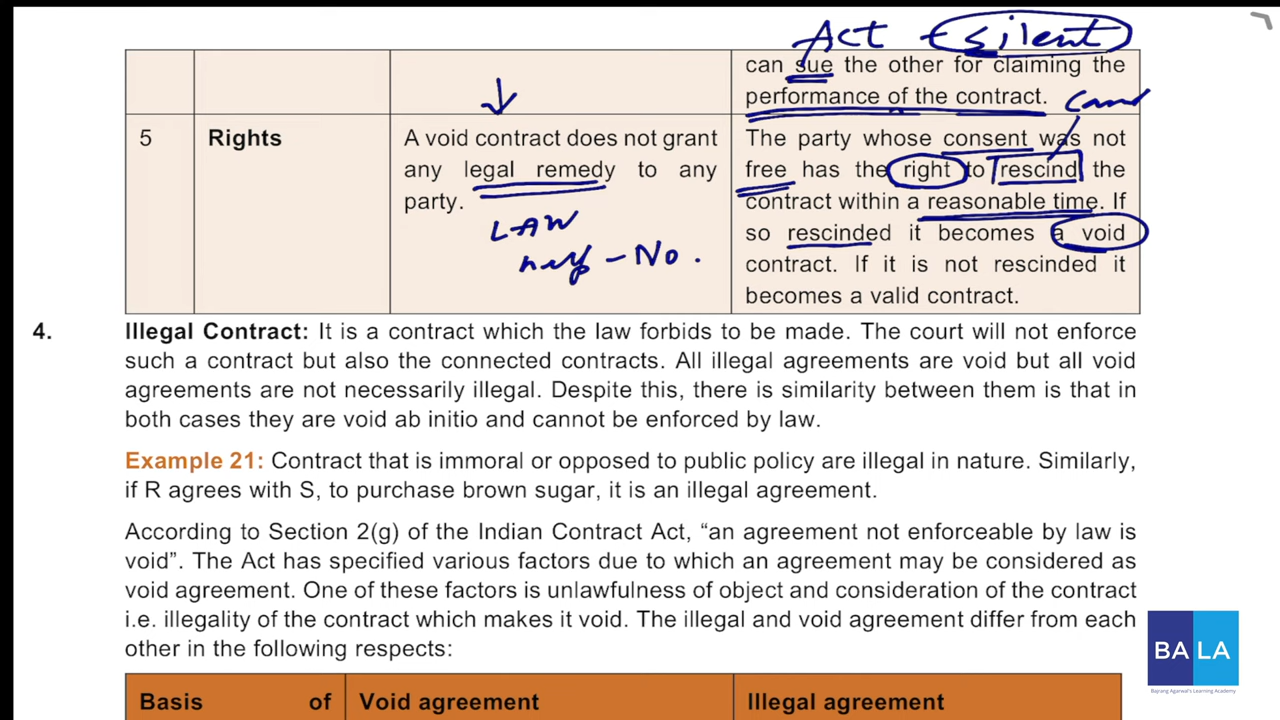 Act (silent)
can sue the other for claiming the
performance of the contract.
5 Rights
A void contract does not grant
any legal remedy to any
party.
LAW
help - No.
The party whose consent was not
free has the right to rescind the
contract within a reasonable time. If
so rescinded it becomes a void
contract. If it is not rescinded it
becomes a valid contract.
4. Illegal Contract: It is a contract which the law forbids to be made. The court will not enforce
such a contract but also the connected contracts. All illegal agreements are void but all void
agreements are not necessarily illegal. Despite this, there is similarity between them is that in
both cases they are void ab initio and cannot be enforced by law.
Example 21: Contract that is immoral or opposed to public policy are illegal in nature. Similarly,
if R agrees with S, to purchase brown sugar, it is an illegal agreement.
According to Section 2(g) of the Indian Contract Act, “an agreement not enforceable by law is
void”. The Act has specified various factors due to which an agreement may be considered as
void agreement. One of these factors is unlawfulness of object and consideration of the contract
i.e. illegality of the contract which makes it void. The illegal and void agreement differ from each
other in the following respects:
Basis of Void agreement Illegal agreement
BALA
Bajrang Agarwal's Learning Academy